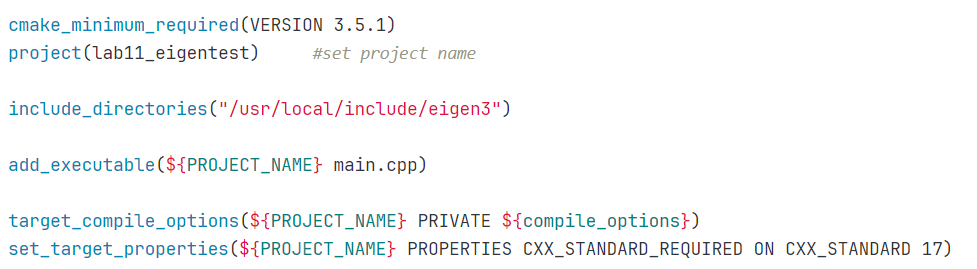 cmake_minimum_required(VERSION 3.5.1)
project(lab11_eigentest)     #set project name
include_directories("/usr/local/include/eigen3")
add_executable(${PROJECT_NAME} main.cpp)
target_compile_options(${PROJECT_NAME} PRIVATE ${compile_options})
set_target_properties(${PROJECT_NAME} PROPERTIES CXX_STANDARD_REQUIRED ON CXX_STANDARD 17)